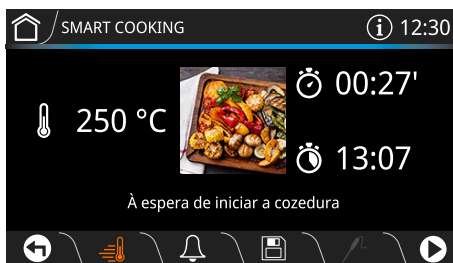 SMART COOKING
12:30
250 °C
00:27'
13:07
À espera de iniciar a cozedura